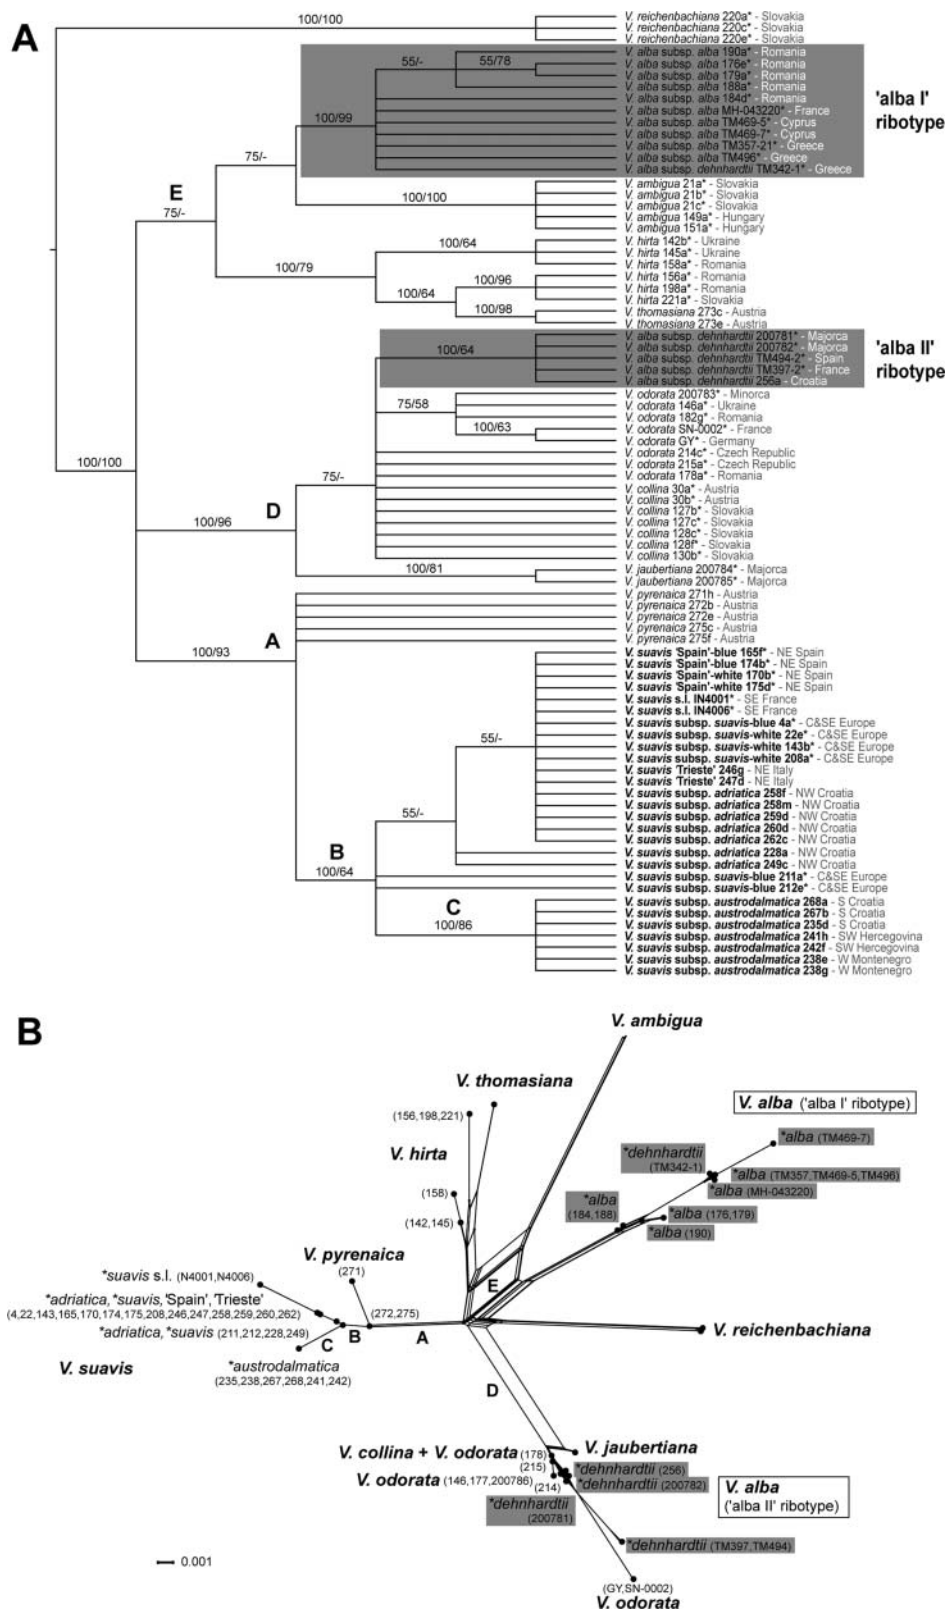 A
100/100
V. reichenbachiana 220a* - Slovakia
V. reichenbachiana 220c* - Slovakia
V. reichenbachiana 220e* - Slovakia
V. alba subsp. alba 190a* - Romania
55/-
55/78
V. alba subsp. alba 176e* - Romania
V. alba subsp. alba 179a* - Romania
V. alba subsp. alba 188a* - Romania
V. alba subsp. alba 184d* - Romania
'alba I'
ribotype
V. alba subsp. alba MH-043220* - France
100/99
V. alba subsp. alba TM469-5* - Cyprus
V. alba subsp. alba TM469-7* - Cyprus
V. alba subsp. alba TM357-21* - Greece
V. alba subsp. alba TM496* - Greece
V. alba subsp. dehnhardtii TM342-1* - Greece
75/-
E
75/-
V. ambigua 21a* - Slovakia
V. ambigua 21b* - Slovakia
100/100
V. ambigua 21c* - Slovakia
V. ambigua 149a* - Hungary
V. ambigua 151a* - Hungary
V. hirta 142b* - Ukraine
100/64
V. hirta 145a* - Ukraine
V. hirta 158a* - Romania
100/79
V. hirta 156a* - Romania
100/96
V. hirta 198a* - Romania
100/64
V. hirta 221a* - Slovakia
100/98
V. thomasiana 273c - Austria
V. thomasiana 273e - Austria
V. alba subsp. dehnhardtii 200781* - Majorca
V. alba subsp. dehnhardtii 200782* - Majorca
100/64
V. alba subsp. dehnhardtii TM494-2* - Spain
V. alba subsp. dehnhardtii TM397-2* - France
V. alba subsp. dehnhardtii 256a - Croatia
'alba II'
ribotype
V. odorata 200783* - Minorca
75/58
V. odorata 146a* - Ukraine
V. odorata 182g* - Romania
100/63
V. odorata SN-0002* - France
V. odorata GY* - Germany
V. odorata 214c* - Czech Republic
100/100
V. odorata 215a* - Czech Republic
75/-
V. odorata 178a* - Romania
V. collina 30a* - Austria
V. collina 30b* - Austria
D
100/96
V. collina 127b* - Slovakia
V. collina 127c* - Slovakia
V. collina 128c* - Slovakia
V. collina 128f* - Slovakia
V. collina 130b* - Slovakia
100/81
V. jaubertiana 200784* - Majorca
V. jaubertiana 200785* - Majorca
V. pyrenaica 271h - Austria
V. pyrenaica 272b - Austria
V. pyrenaica 272e - Austria
V. pyrenaica 275c - Austria
V. pyrenaica 275f - Austria
A
100/93
V. suavis 'Spain'-blue 165f* - NE Spain
V. suavis 'Spain'-blue 174b* - NE Spain
V. suavis 'Spain'-white 170b* - NE Spain
V. suavis 'Spain'-white 175d* - NE Spain
V. suavis s.l. IN4001* - SE France
V. suavis s.l. IN4006* - SE France
V. suavis subsp. suavis-blue 4a* - C&SE Europe
V. suavis subsp. suavis-white 22e* - C&SE Europe
55/-
V. suavis subsp. suavis-white 143b* - C&SE Europe
V. suavis subsp. suavis-white 208a* - C&SE Europe
V. suavis 'Trieste' 246g - NE Italy
V. suavis 'Trieste' 247d - NE Italy
V. suavis subsp. adriatica 258f - NW Croatia
V. suavis subsp. adriatica 258m - NW Croatia
55/-
V. suavis subsp. adriatica 259d - NW Croatia
V. suavis subsp. adriatica 260d - NW Croatia
V. suavis subsp. adriatica 262c - NW Croatia
V. suavis subsp. adriatica 228a - NW Croatia
V. suavis subsp. adriatica 249c - NW Croatia
B
100/64
V. suavis subsp. suavis-blue 211a* - C&SE Europe
V. suavis subsp. suavis-blue 212e* - C&SE Europe
C
100/86
V. suavis subsp. austrodalmatica 268a - S Croatia
V. suavis subsp. austrodalmatica 267b - S Croatia
V. suavis subsp. austrodalmatica 235d - S Croatia
V. suavis subsp. austrodalmatica 241h - SW Hercegovina
V. suavis subsp. austrodalmatica 242f - SW Hercegovina
V. suavis subsp. austrodalmatica 238e - W Montenegro
V. suavis subsp. austrodalmatica 238g - W Montenegro
B
V. ambigua
V. thomasiana
(156,198,221)
V. hirta
(158)
(142,145)
V. alba ('alba I' ribotype)
*alba (TM469-7)
*dehnhardtii
(TM342-1)
*alba (TM357,TM469-5,TM496)
*alba (MH-043220)
*alba
(184,188)
*alba (176,179)
*alba (190)
V. pyrenaica
(271)
(272,275)
E
*suavis s.l. (N4001,N4006)
*adriatica, *suavis,'Spain','Trieste'
(4,22,143,165,170,174,175,208,246,247,258,259,260,262)
*adriatica, *suavis (211,212,228,249)
C B A
V. suavis
*austrodalmatica
(235,238,267,268,241,242)
V. reichenbachiana
D
V. collina + V. odorata (178)
(215)
V. jaubertiana
V. odorata (146,177,200786)
(214)
*dehnhardtii (256)
*dehnhardtii (200782)
*dehnhardtii
(200781)
V. alba
('alba II' ribotype)
*dehnhardtii (TM397,TM494)
0.001
(GY,SN-0002)
V. odorata